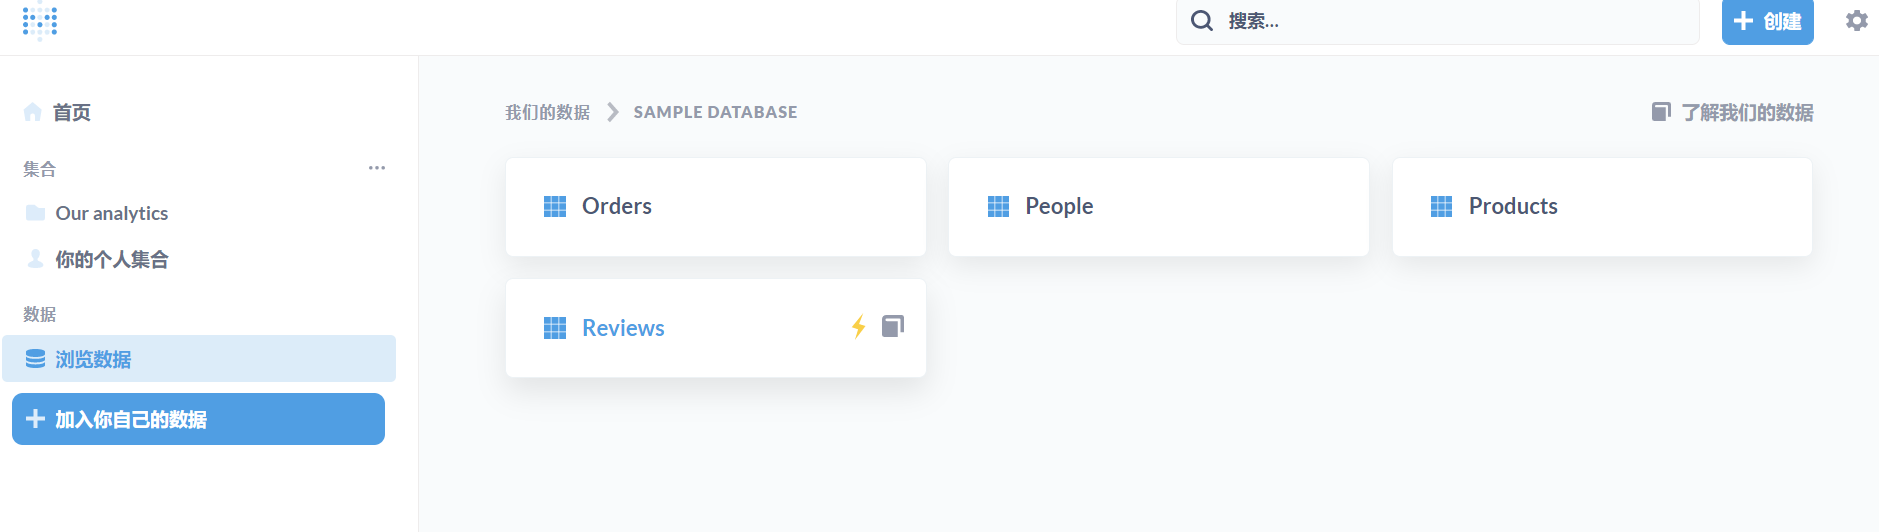 搜索...
创建
首页
集合
Our analytics
你的个人集合
数据
浏览数据
加入你自己的数据
我们的数据 SAMPLE DATABASE
了解我们的数据
Orders
People
Products
Reviews